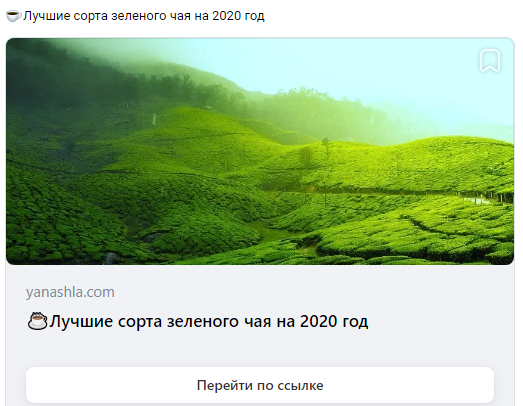 ☕Лучшие сорта зеленого чая на 2020 год
yanashla.com
☕Лучшие сорта зеленого чая на 2020 год
Перейти по ссылке